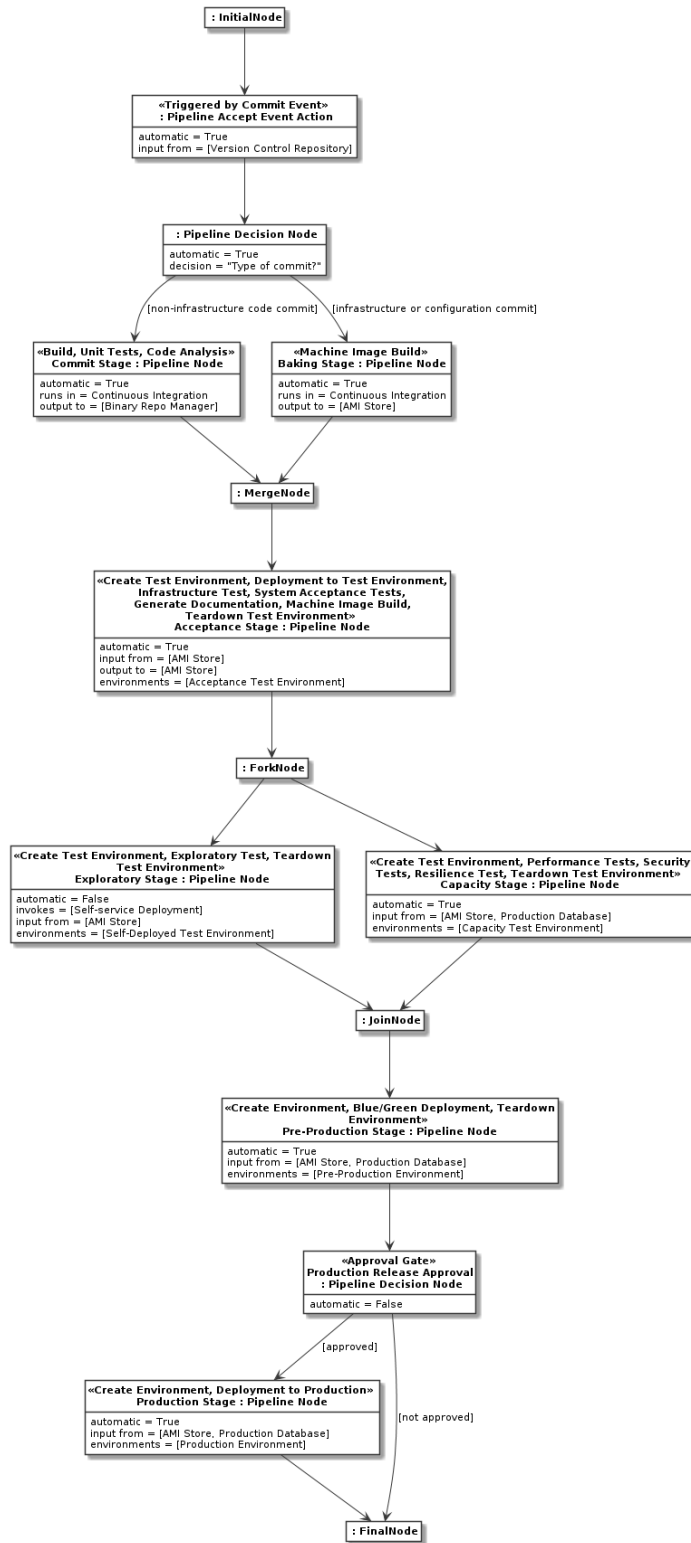 : InitialNode
«Triggered by Commit Event»
: Pipeline Accept Event Action
automatic = True
input from = [Version Control Repository]
: Pipeline Decision Node
automatic = True
decision = "Type of commit?"
[non-infrastructure code commit]
[infrastructure or configuration commit]
«Build, Unit Tests, Code Analysis»
Commit Stage : Pipeline Node
automatic = True
runs in = Continuous Integration
output to = [Binary Repo Manager]
«Machine Image Build»
Baking Stage : Pipeline Node
automatic = True
runs in = Continuous Integration
output to = [AMI Store]
: MergeNode
«Create Test Environment, Deployment to Test Environment,
Infrastructure Test, System Acceptance Tests,
Generate Documentation, Machine Image Build,
Teardown Test Environment»
Acceptance Stage : Pipeline Node
automatic = True
input from = [AMI Store]
output to = [AMI Store]
environments = [Acceptance Test Environment]
: ForkNode
«Create Test Environment, Exploratory Test, Teardown
Test Environment»
Exploratory Stage : Pipeline Node
automatic = False
invokes = [Self-service Deployment]
input from = [AMI Store]
environments = [Self-Deployed Test Environment]
«Create Test Environment, Performance Tests, Security
Tests, Resilience Test, Teardown Test Environment»
Capacity Stage : Pipeline Node
automatic = True
input from = [AMI Store, Production Database]
environments = [Capacity Test Environment]
: JoinNode
«Create Environment, Blue/Green Deployment, Teardown
Environment»
Pre-Production Stage : Pipeline Node
automatic = True
input from = [AMI Store, Production Database]
environments = [Pre-Production Environment]
«Approval Gate»
Production Release Approval
: Pipeline Decision Node
automatic = False
[approved]
[not approved]
«Create Environment, Deployment to Production»
Production Stage : Pipeline Node
automatic = True
input from = [AMI Store, Production Database]
environments = [Production Environment]
: FinalNode